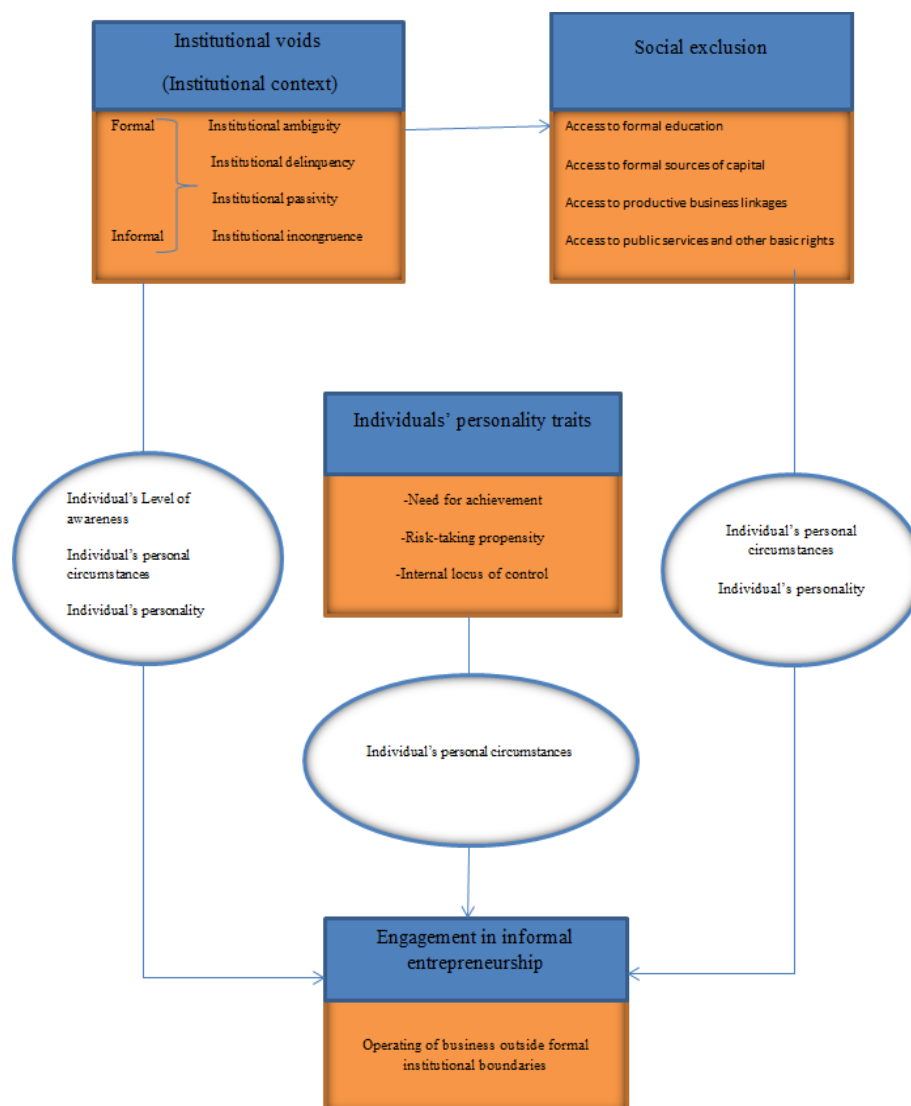 Institutional voids
(Institutional context)
Formal
Institutional ambiguity
Institutional delinquency
Institutional passivity
Informal
Institutional incongruence
Social exclusion
Access to formal education
Access to formal sources of capital
Access to productive business linkages
Access to public services and other basic rights
Individuals’ personality traits
-Need for achievement
-Risk-taking propensity
-Internal locus of control
Individual’s Level of
awareness
Individual’s personal
circumstances
Individual’s personality
Individual’s personal
circumstances
Individual’s personality
Individual’s personal circumstances
Engagement in informal
entrepreneurship
Operating of business outside formal
institutional boundaries